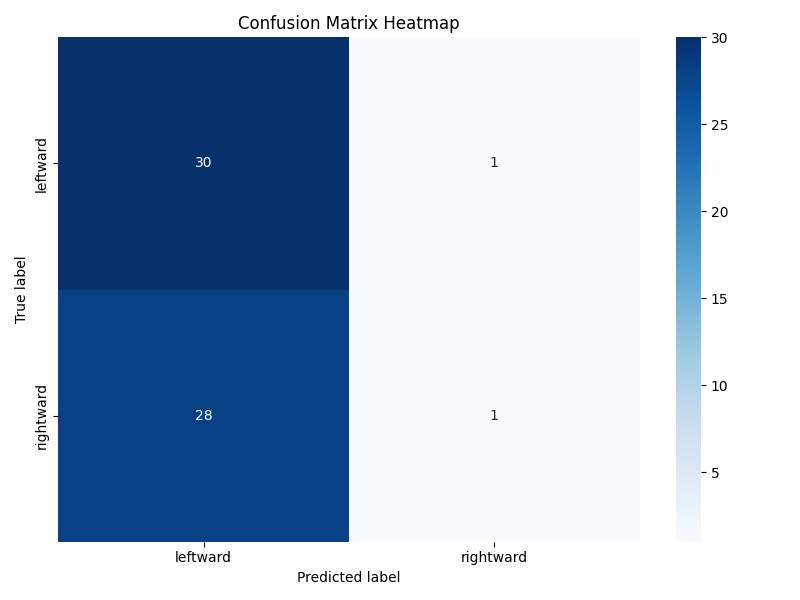 Confusion Matrix Heatmap
True label
leftward
rightward
30
1
28
1
leftward
rightward
Predicted label
30
25
20
15
10
5